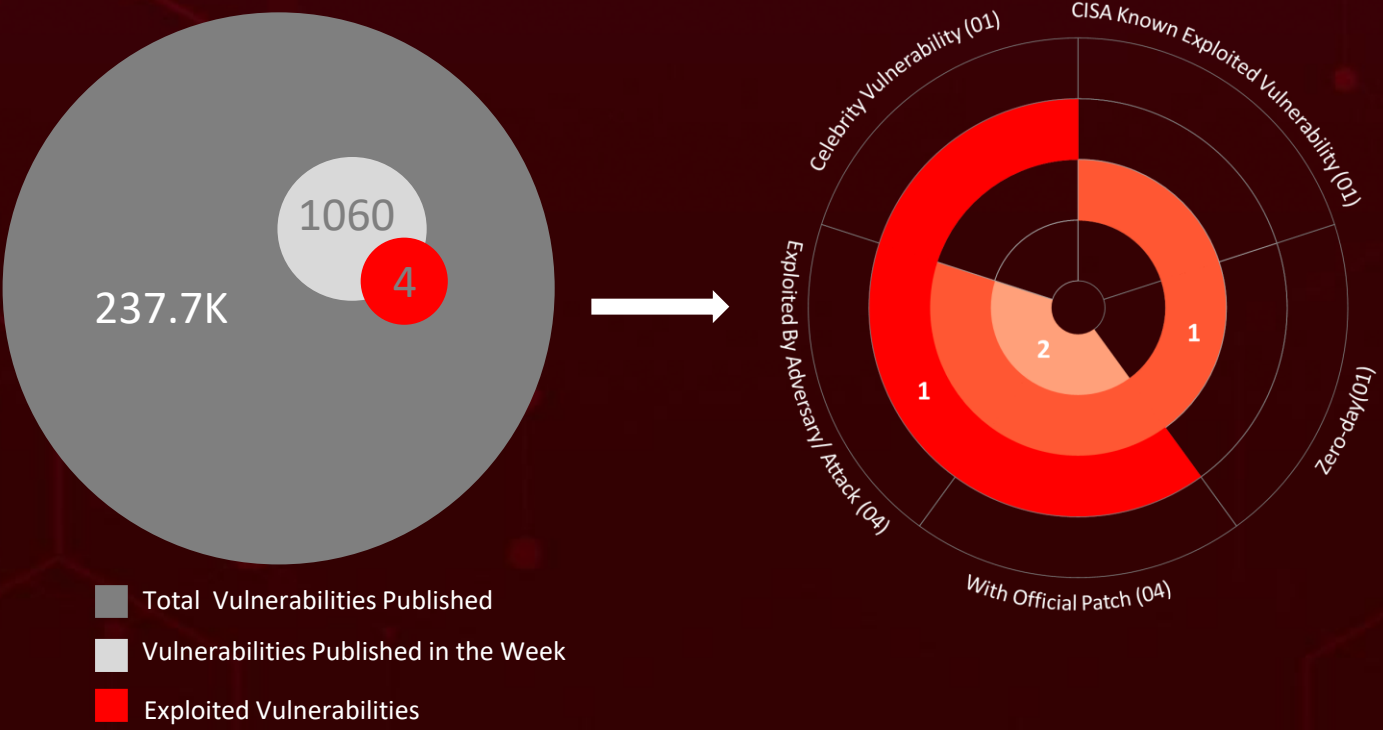 1060
4
237.7K
Total  Vulnerabilities Published
Vulnerabilities Published in the Week
Exploited Vulnerabilities
Celebrity Vulnerability (01)
CISA Known Exploited Vulnerability (01)
Zero-day(01)
With Official Patch (04)
Exploited By Adversary/ Attack (04)
1
2
1